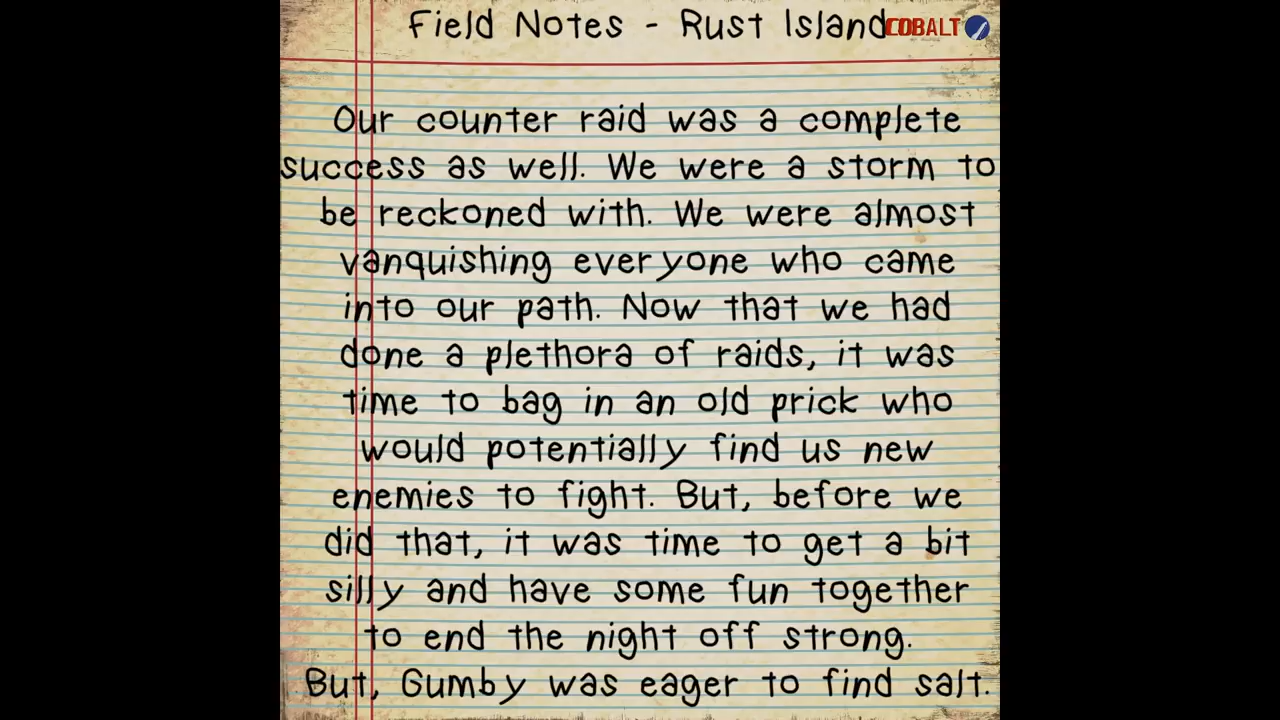 Field Notes - Rust Island
COBALT
Our counter raid was a complete
success as well. We were a storm to
be reckoned with. We were almost
vanquishing everyone who came
into our path. Now that we had
done a plethora of raids, it was
time to bag in an old prick who
would potentially find us new
enemies to fight. But, before we
did that, it was time to get a bit
silly and have some fun together
to end the night off strong.
But, Gumby was eager to find salt.